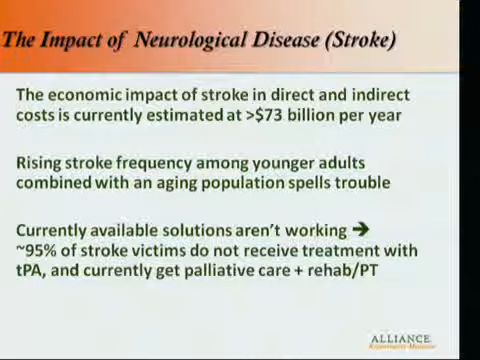 The Impact of Neurological Disease (Stroke)
The economic impact of stroke in direct and indirect
costs is currently estimated at >$73 billion per year
Rising stroke frequency among younger adults
combined with an aging population spells trouble
Currently available solutions aren't working →
~95% of stroke victims do not receive treatment with
tPA, and currently get palliative care + rehab/PT
ALLIANCE